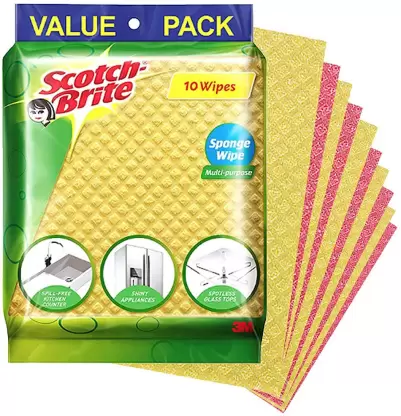 VALUE PACK
Scotch-
Brite
10 Wipes
Sponge
Wipe
Multi-purpose
SPILL-FREE
KITCHEN
COUNTER
SHINY
APPLIANCES
SPOTLESS
GLASS TOPS
3M